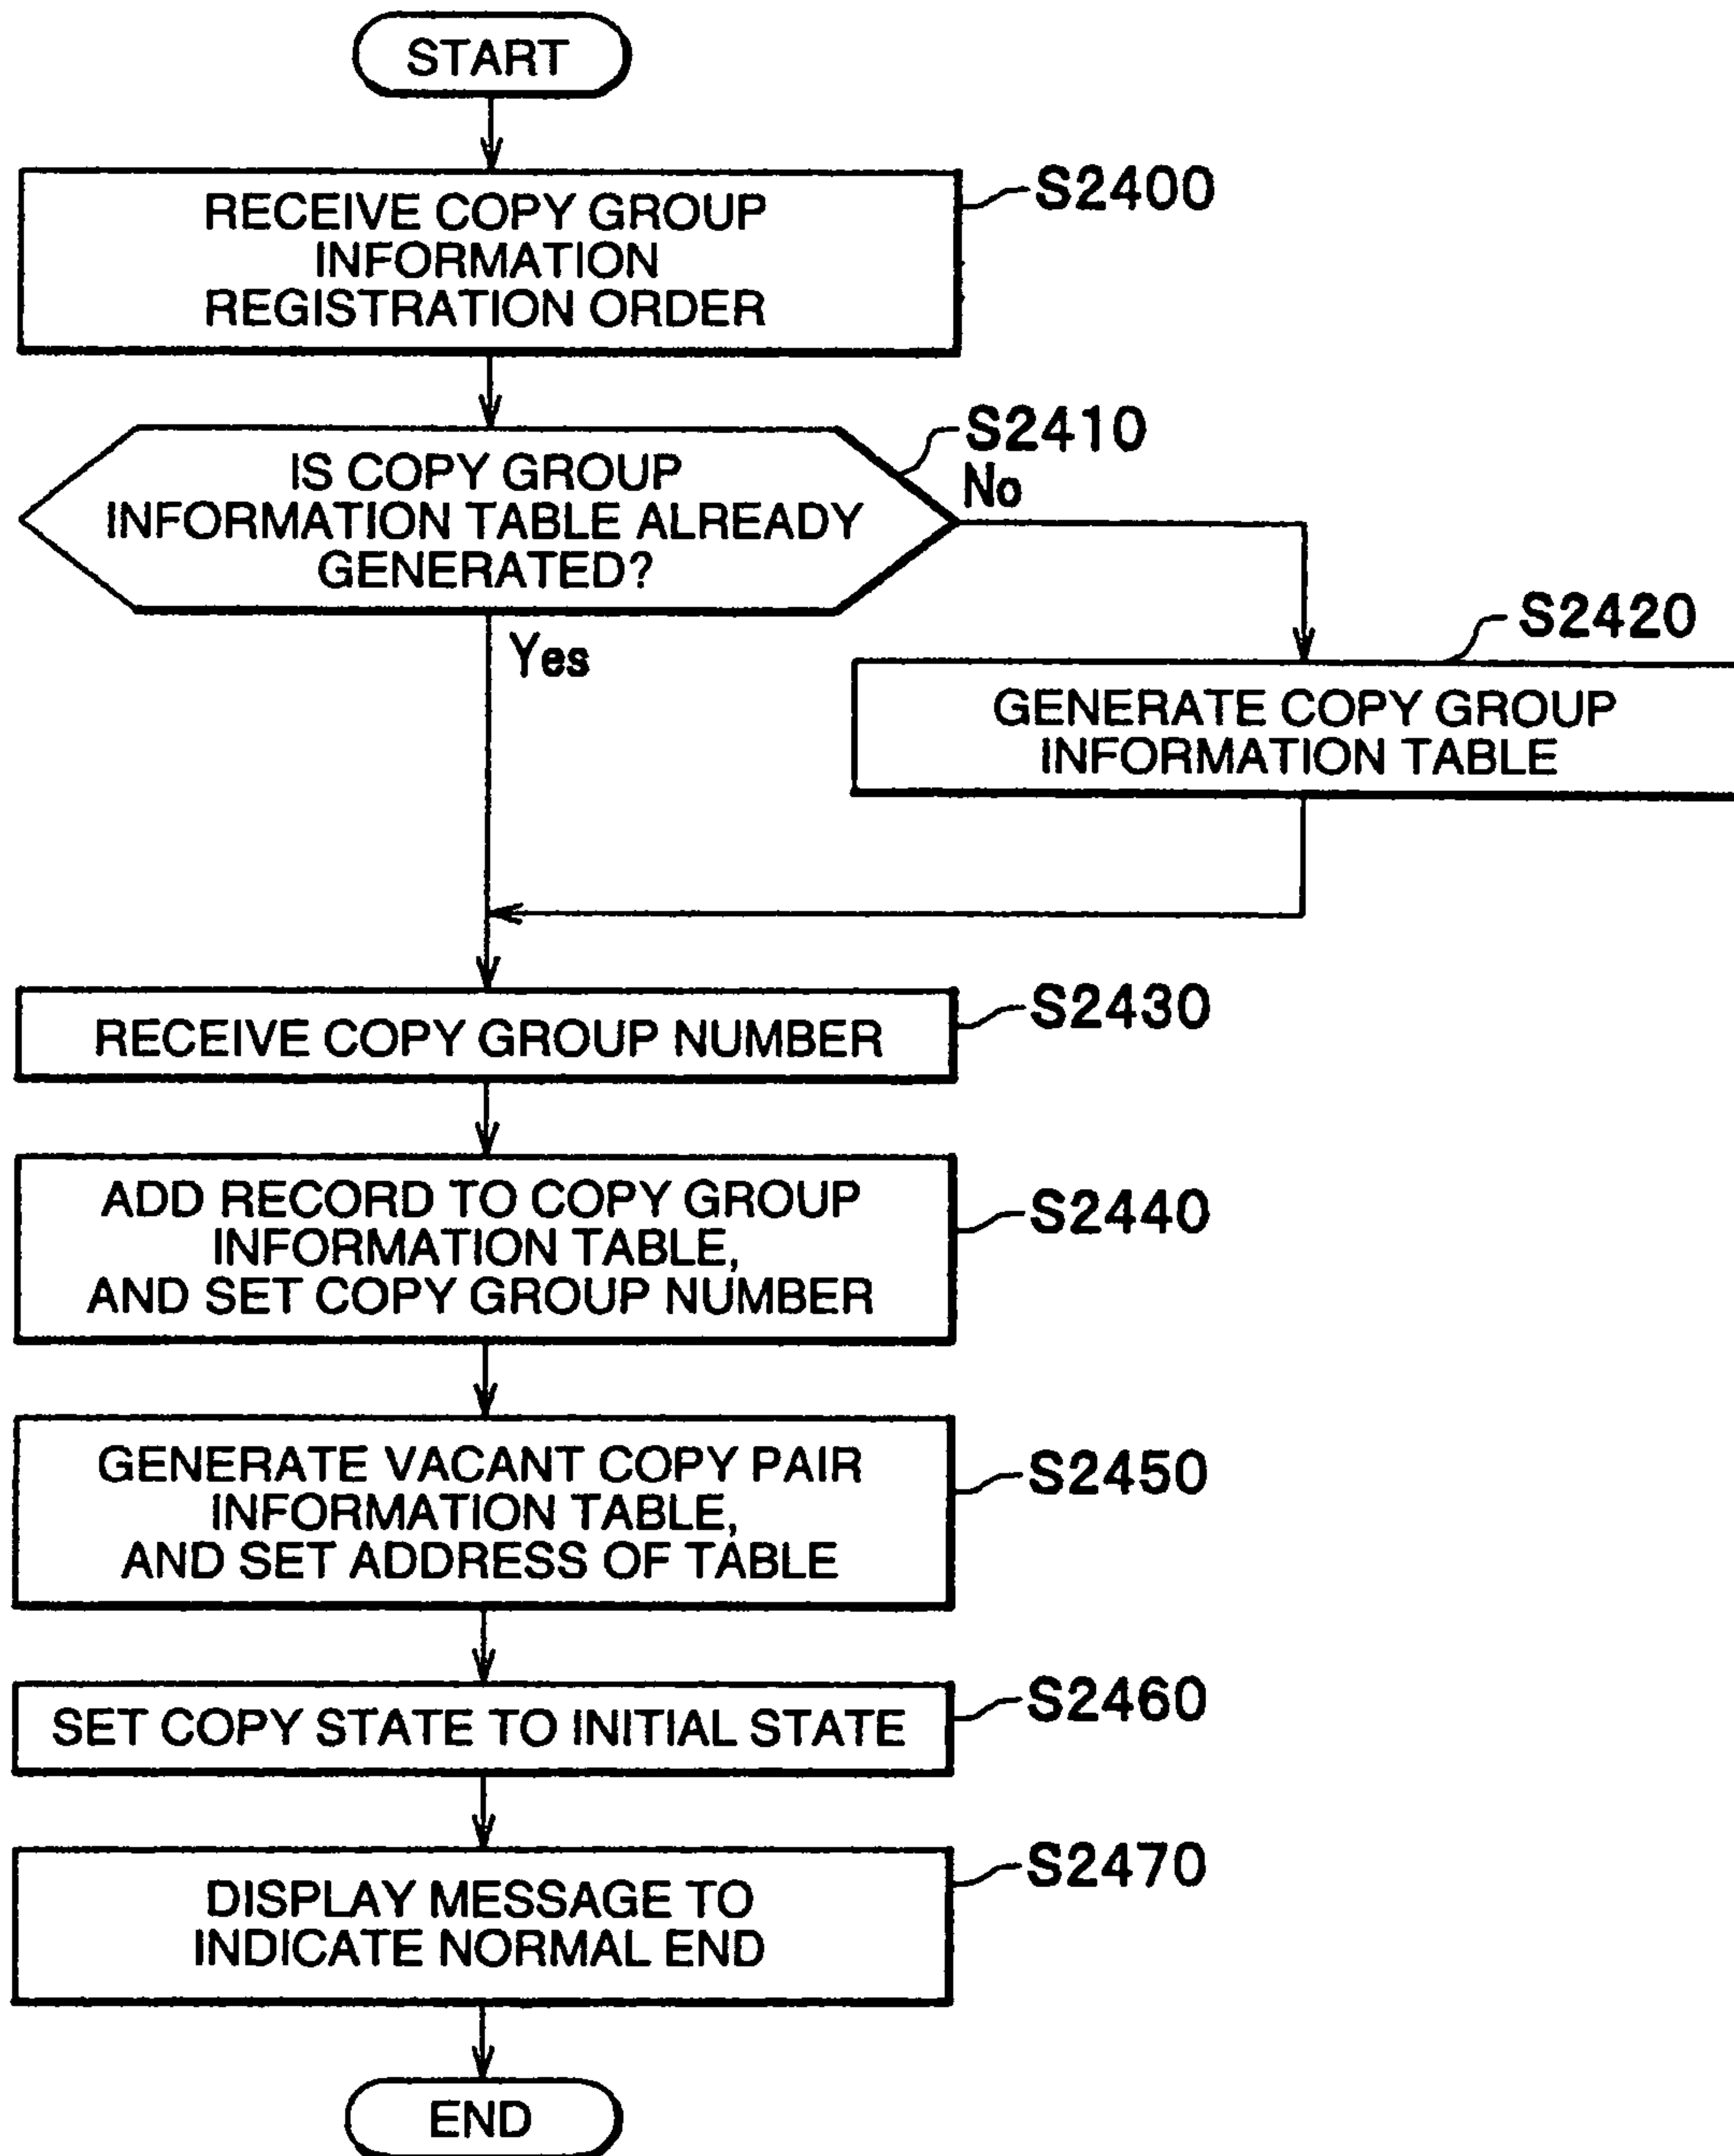 START
S2400
RECEIVE COPY GROUP
INFORMATION
REGISTRATION ORDER
S2410
IS COPY GROUP
INFORMATION TABLE ALREADY
GENERATED?
No
Yes
S2420
GENERATE COPY GROUP
INFORMATION TABLE
S2430
RECEIVE COPY GROUP NUMBER
S2440
ADD RECORD TO COPY GROUP
INFORMATION TABLE,
AND SET COPY GROUP NUMBER
S2450
GENERATE VACANT COPY PAIR
INFORMATION TABLE,
AND SET ADDRESS OF TABLE
S2460
SET COPY STATE TO INITIAL STATE
S2470
DISPLAY MESSAGE TO
INDICATE NORMAL END
END